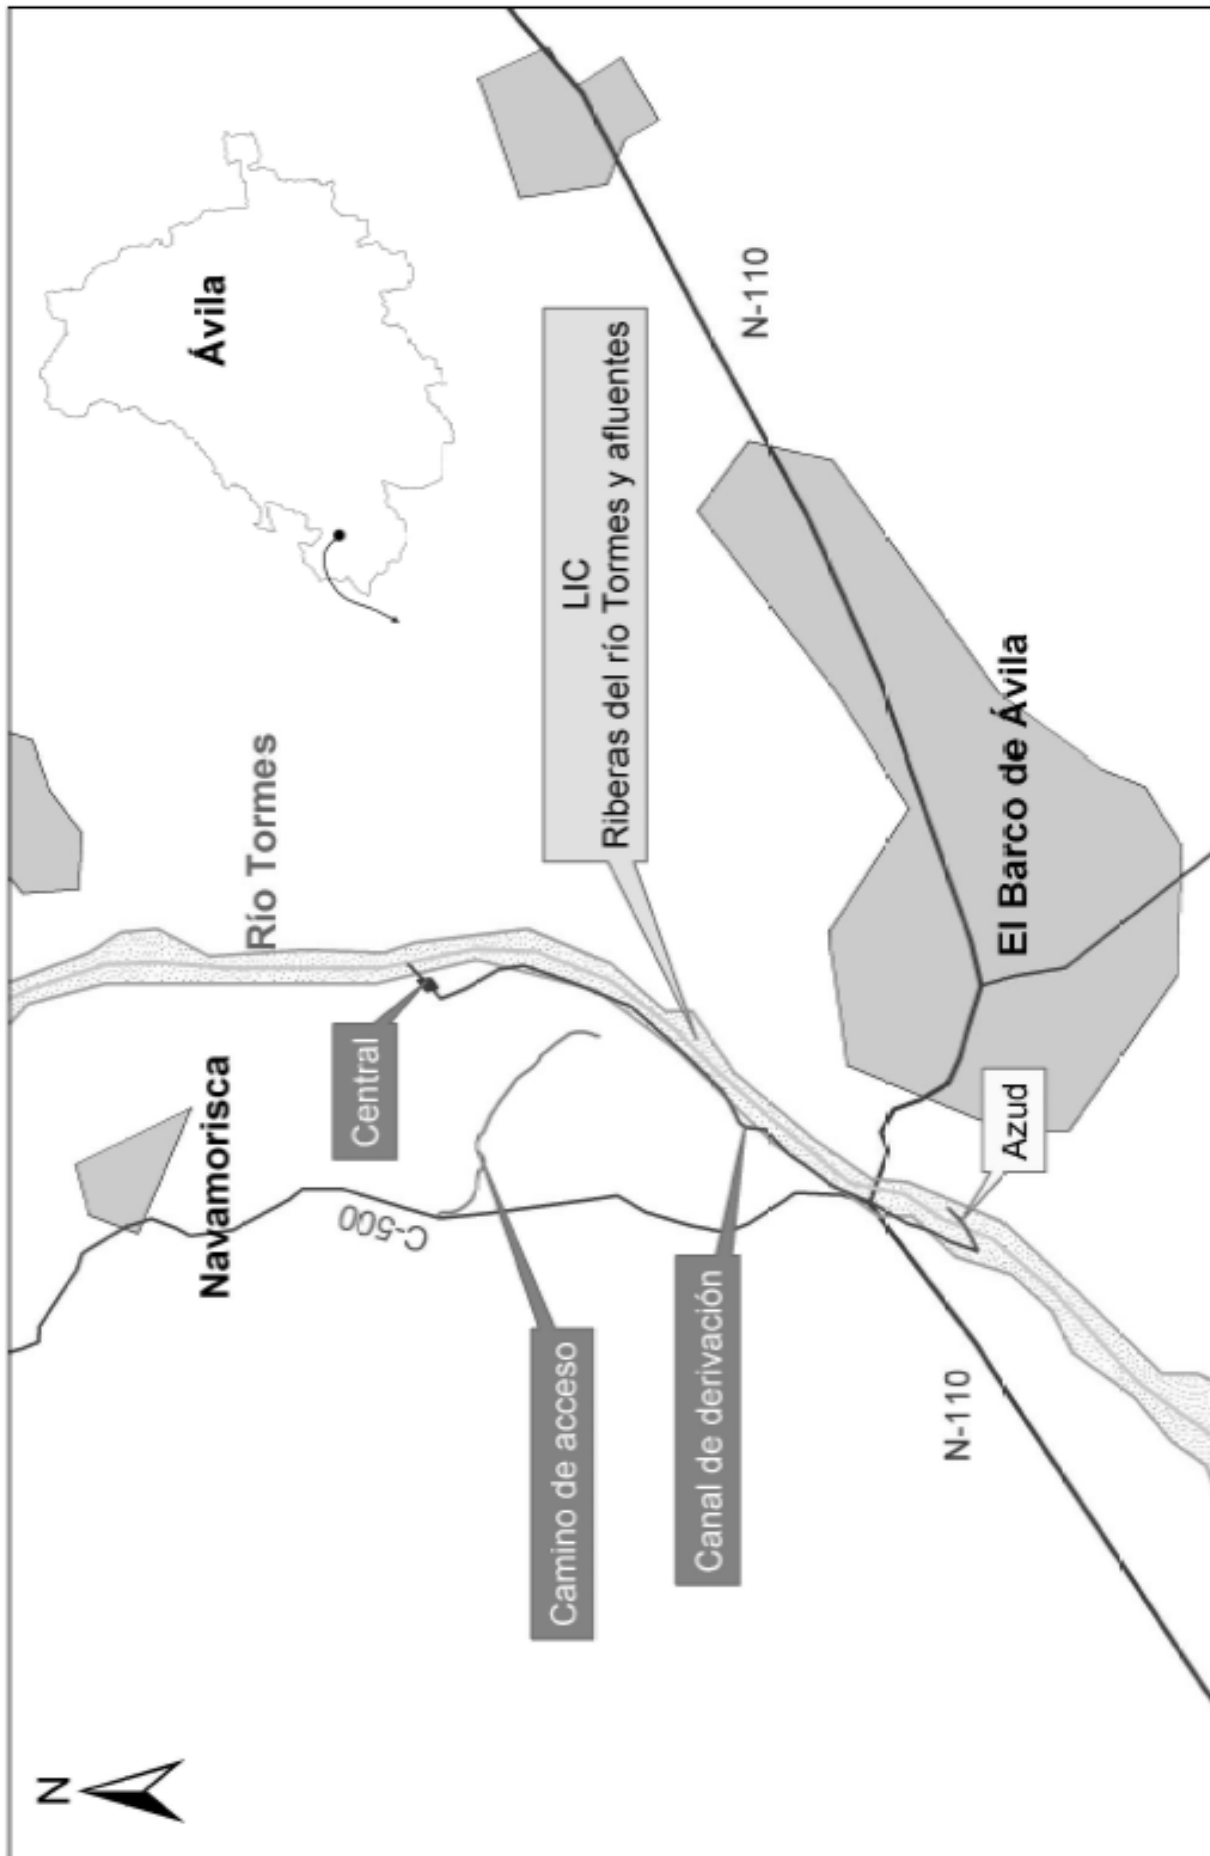 N
Ávila
Navamorisca
Río Tormes
Central
C-500
Camino de acceso
LIC
Riberas del río Tormes y afluentes
Canal de derivación
N-110
N-110
Azud
El Barco de Ávila